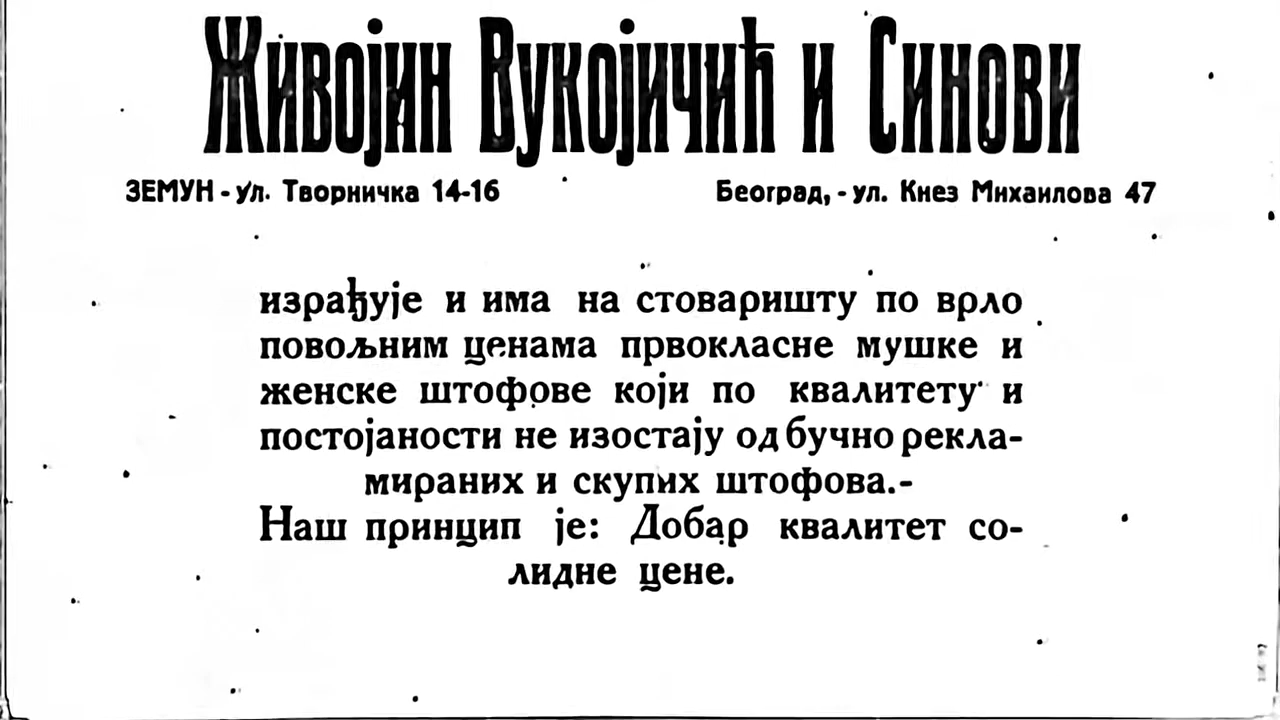 Живојин Вукојичић и Синови
ЗЕМУН - ул. Творничка 14-16 Београд, - ул. Кнез Михаилова 47
израђује и има на стоваришту по врло
повољним ценама првокласне мушке и
женске штофове који по квалитету и
постојаности не изостају од бучно рекла-
мираних и скупих штофова.-
Наш принцип је: Добар квалитет со-
лидне цене.